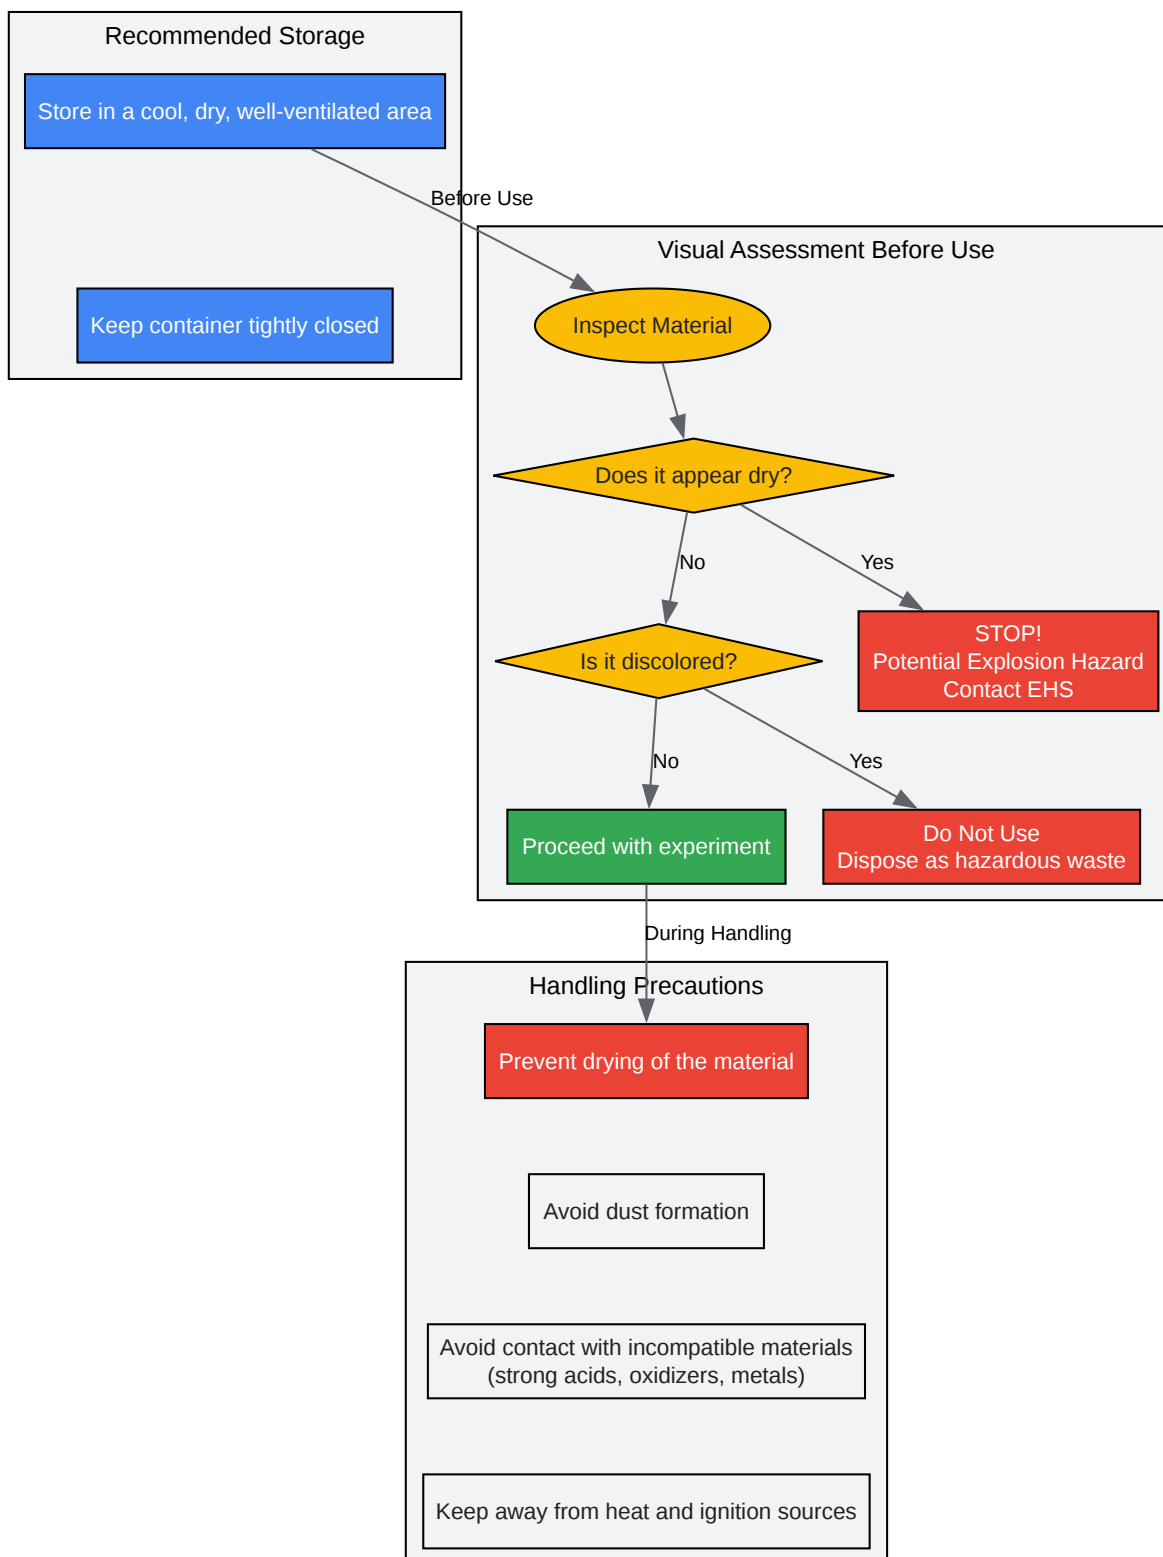 Recommended Storage
Store in a cool, dry, well-ventilated area
Before Use
Keep container tightly closed
Visual Assessment Before Use
Inspect Material
Does it appear dry?
No
Yes
STOP!
Potential Explosion Hazard
Contact EHS
Is it discolored?
No
Yes
Proceed with experiment
Do Not Use
Dispose as hazardous waste
During Handling
Handling Precautions
Prevent drying of the material
Avoid dust formation
Avoid contact with incompatible materials
(strong acids, oxidizers, metals)
Keep away from heat and ignition sources